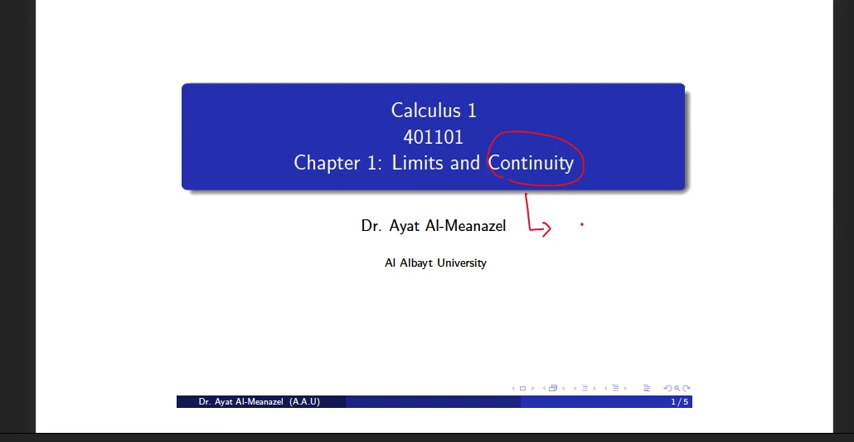 Calculus 1
401101
Chapter 1: Limits and Continuity
Dr. Ayat Al-Meanazel
Al Albayt University
Dr. Ayat Al-Meanazel (A.A.U)
1 / 5